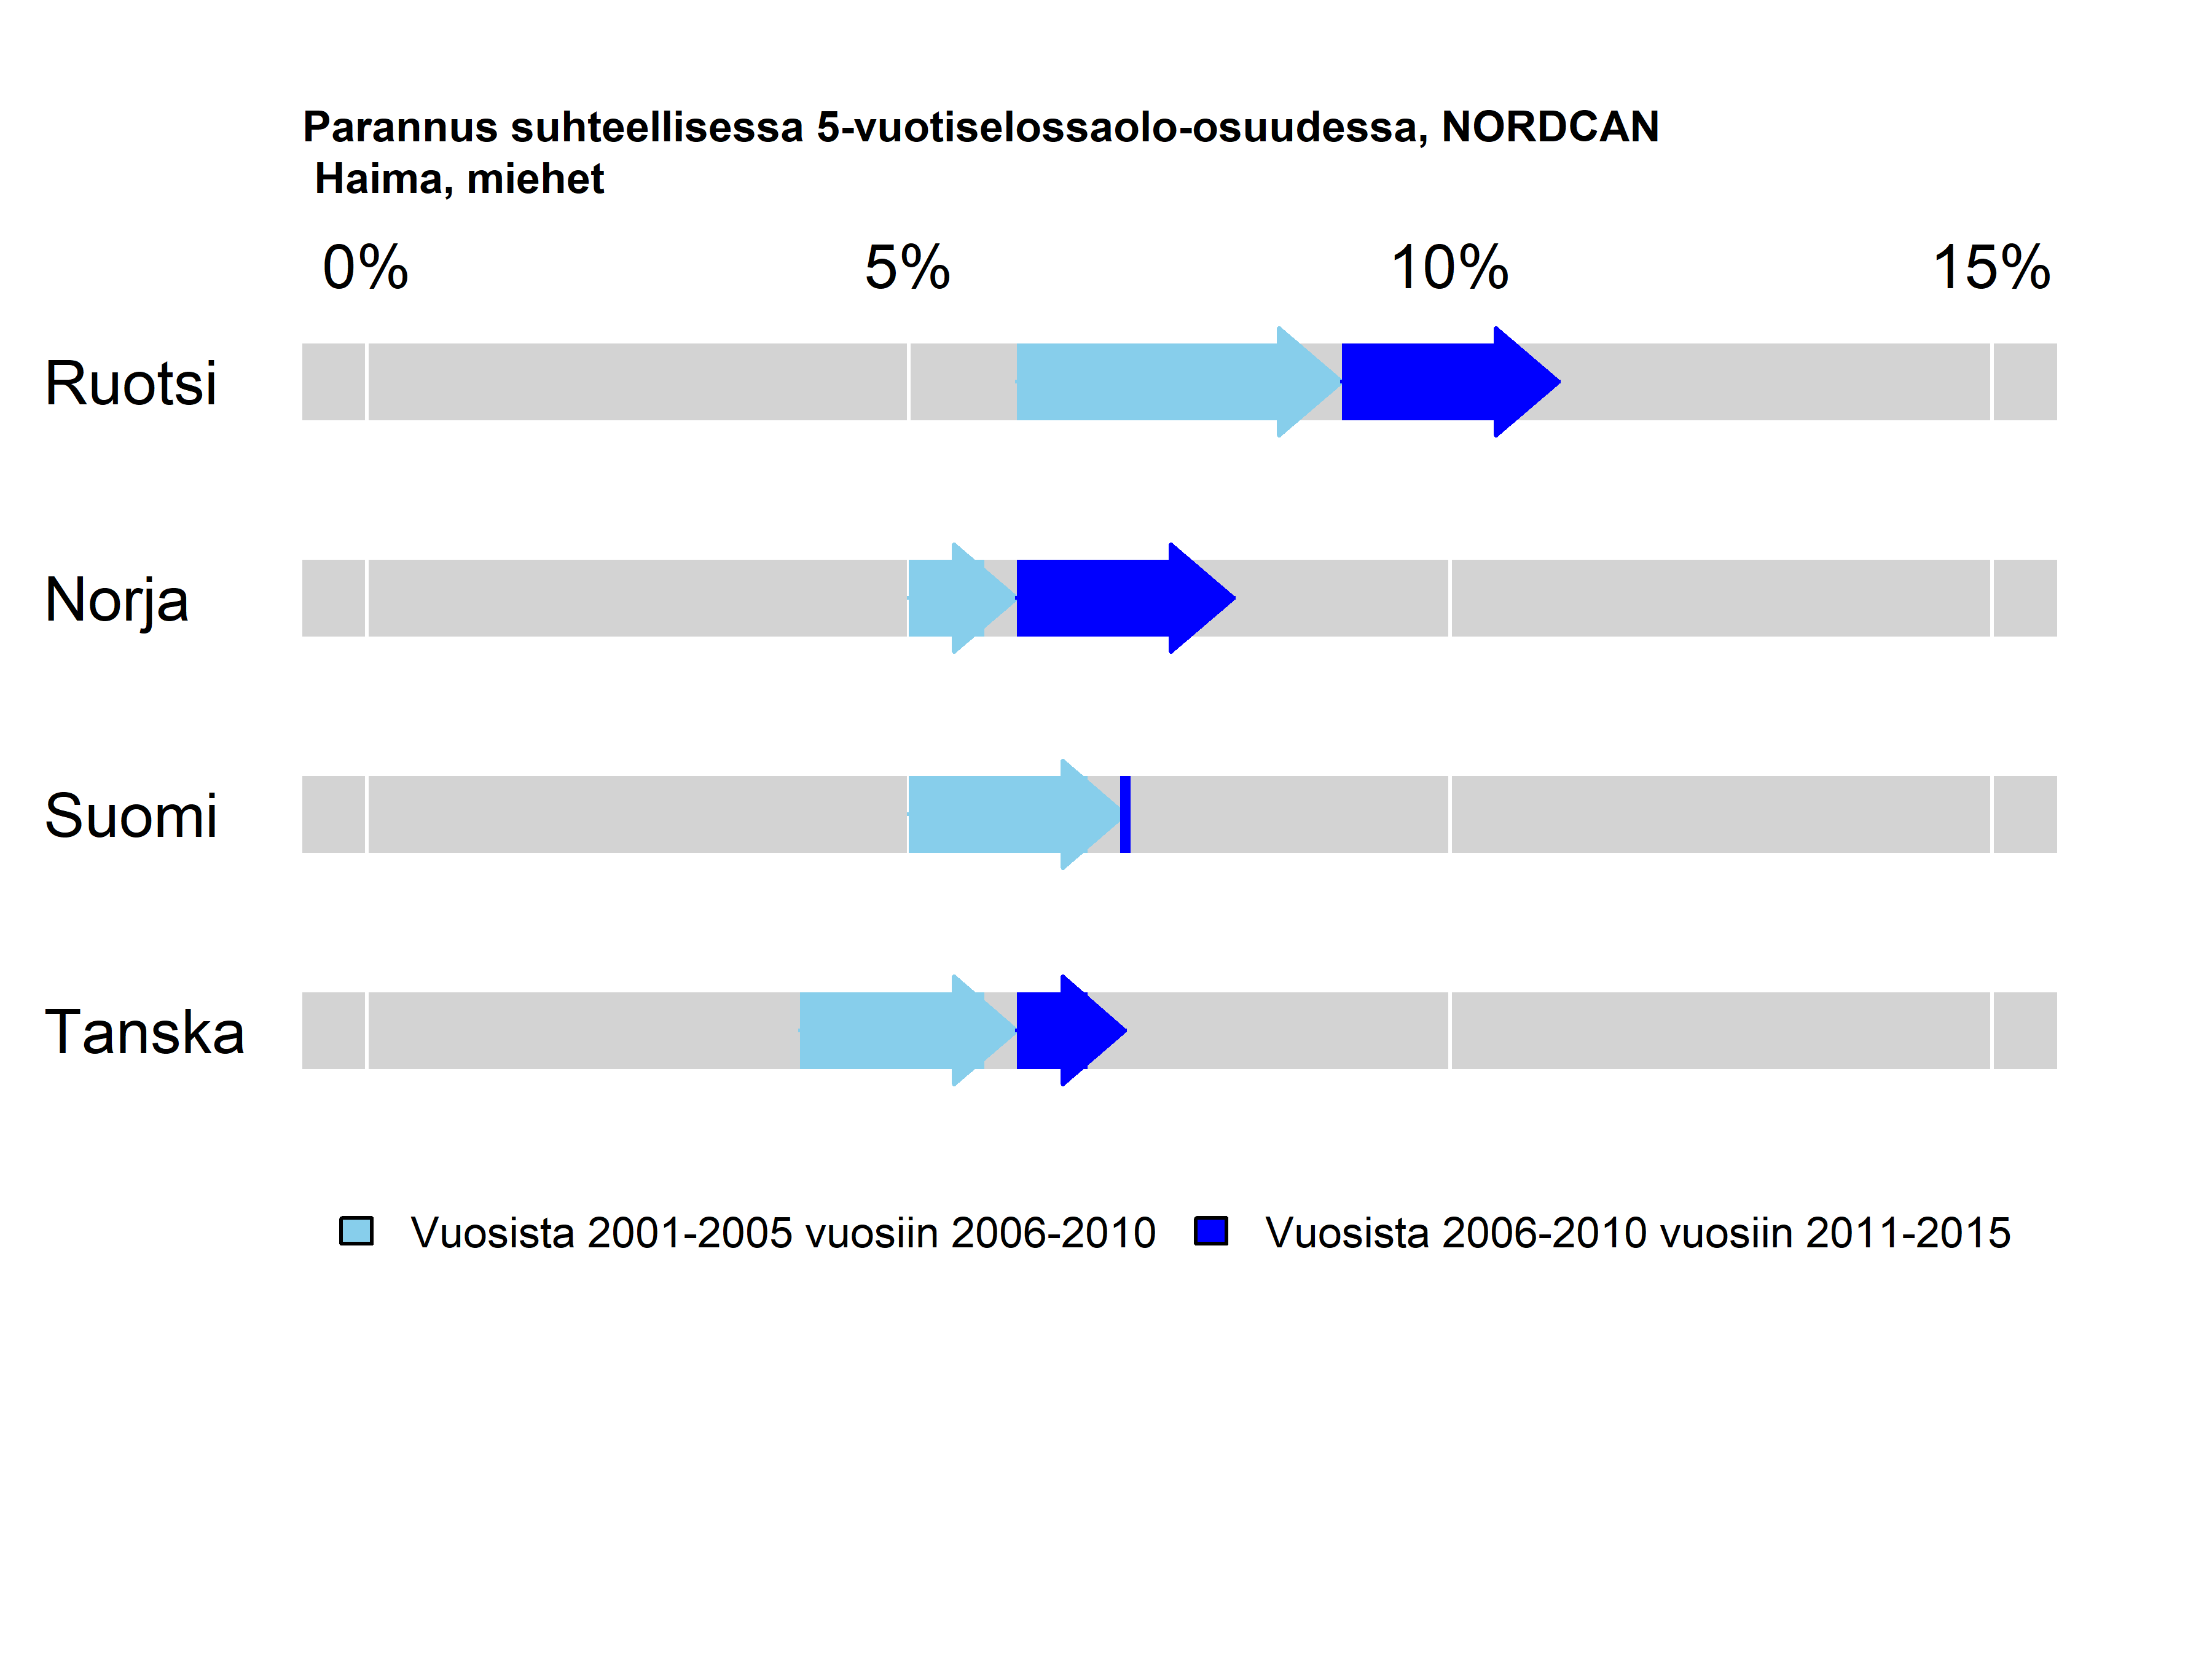 Parannus suhteellisessa 5-vuotiselossaolo-osuudessa, NORDCAN
Haima, miehet
0% 5% 10% 15%
Ruotsi
Norja
Suomi
Tanska
Vuosista 2001-2005 vuosiin 2006-2010 Vuosista 2006-2010 vuosiin 2011-2015